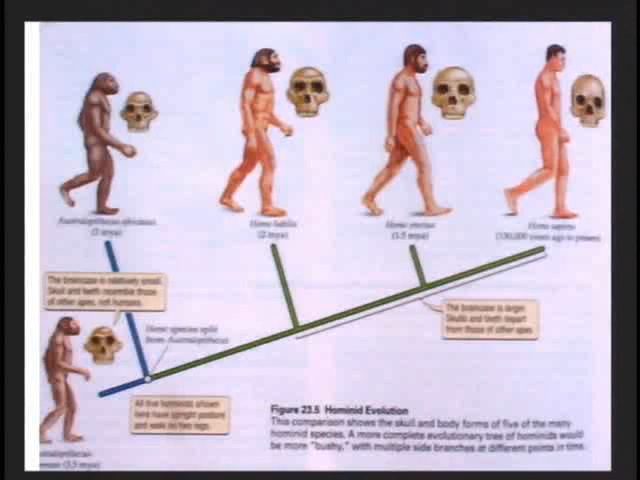 Australopithecus africanus
(3 mya)
Homo habilis
(2 mya)
Homo erectus
(1.5 mya)
Homo sapiens
(130,000 years ago to present)
The braincase is relatively small.
Skull and teeth resemble those
of other apes, not humans.
Homo species split
from Australopithecus
The braincase is larger.
Skulls and teeth depart
from those of other apes
All five hominids shown
here have upright posture
and walk on two legs.
(3.5 mya)
Figure 23.5 Hominid Evolution
This comparison shows the skull and body forms of five of the many
hominid species. A more complete evolutionary tree of hominids would
be more "bushy," with multiple side branches at different points in time.